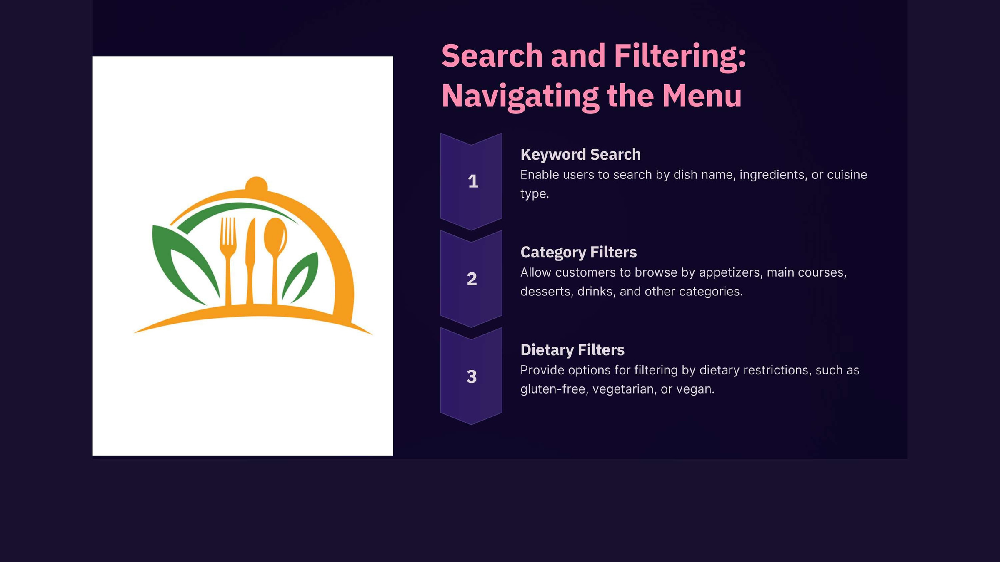 Search and Filtering:
Navigating the Menu
1
Keyword Search
Enable users to search by dish name, ingredients, or cuisine
type.
2
Category Filters
Allow customers to browse by appetizers, main courses,
desserts, drinks, and other categories.
3
Dietary Filters
Provide options for filtering by dietary restrictions, such as
gluten-free, vegetarian, or vegan.